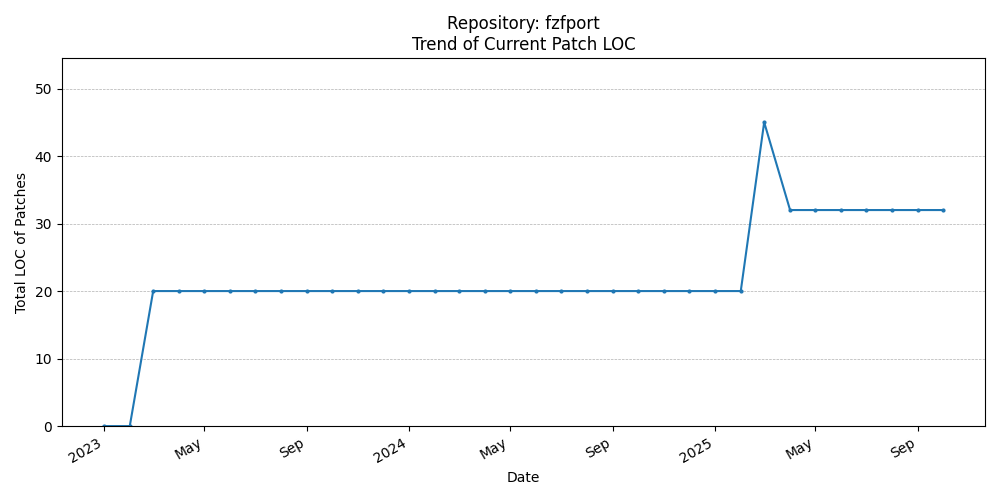 Repository: fzfport
Trend of Current Patch LOC
Total LOC of Patches
50
40
30
20
10
0
2023
May
Sep
2024
May
Sep
2025
May
Sep
Date